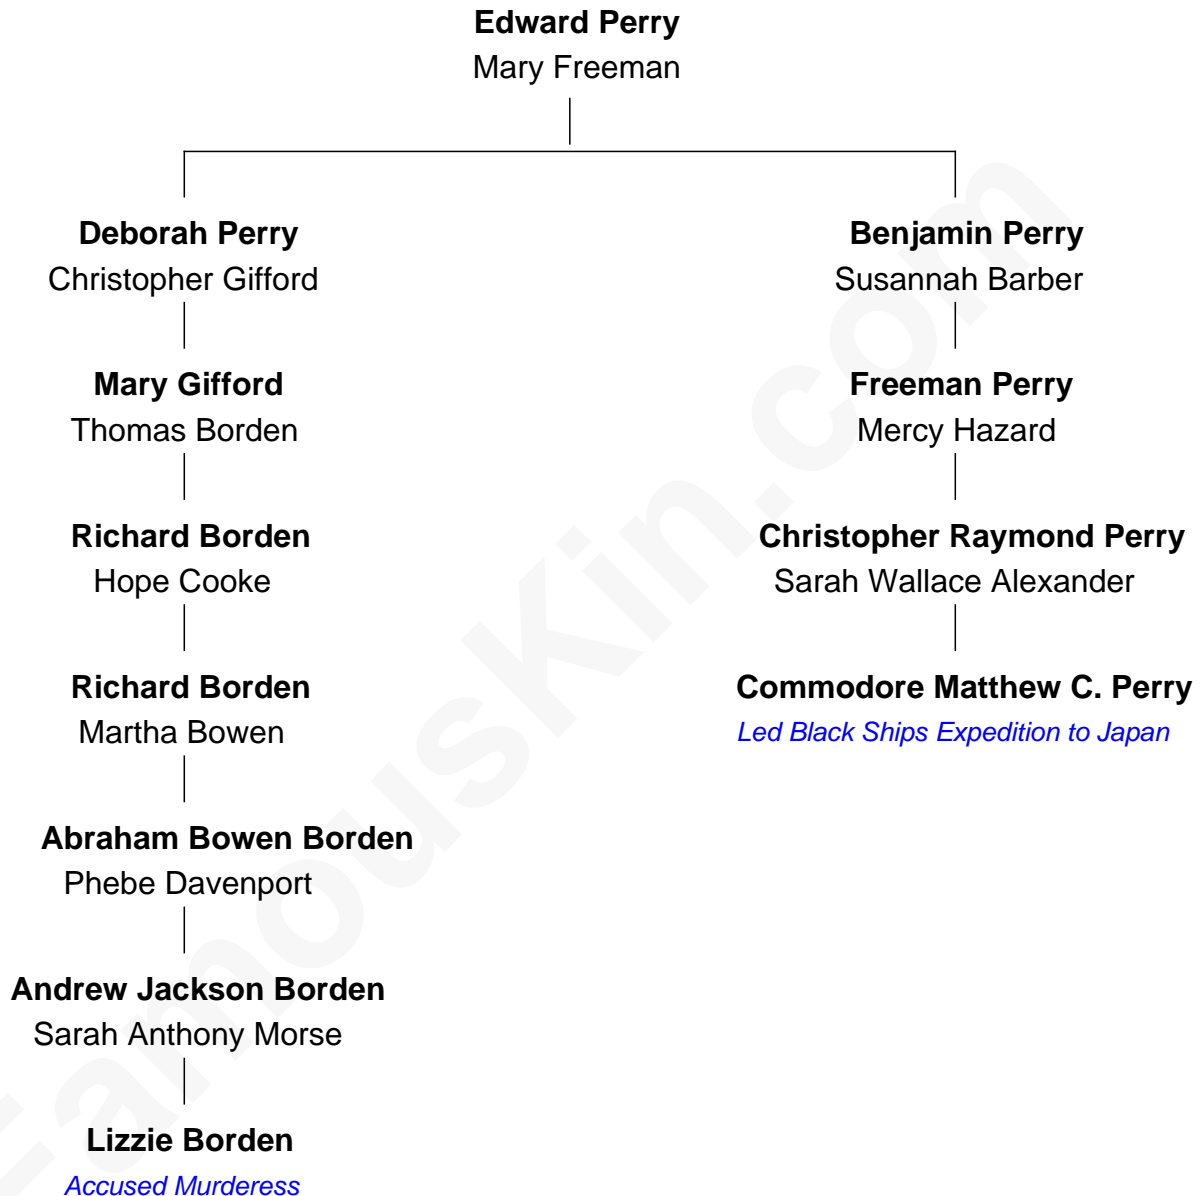 Edward Perry
Mary Freeman
Deborah Perry
Christopher Gifford
Benjamin Perry
Susannah Barber
Mary Gifford
Thomas Borden
Freeman Perry
Mercy Hazard
Richard Borden
Hope Cooke
Christopher Raymond Perry
Sarah Wallace Alexander
Richard Borden
Martha Bowen
Commodore Matthew C. Perry
Led Black Ships Expedition to Japan
Abraham Bowen Borden
Phebe Davenport
Andrew Jackson Borden
Sarah Anthony Morse
Lizzie Borden
Accused Murderess
FamousKin.com